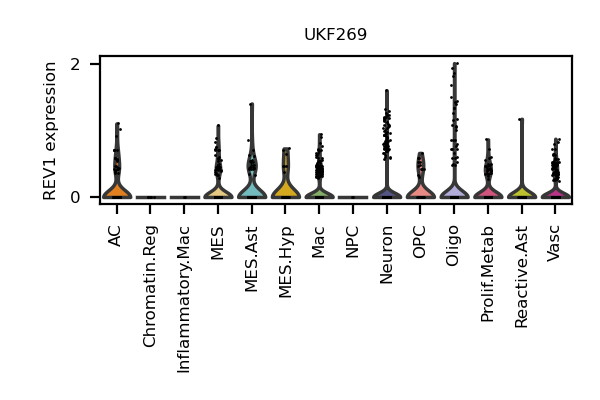 UKF269
REV1 expression
2
0
AC
Chromatin.Reg
Inflammatory.Mac
MES
MES.Ast
MES.Hyp
Mac
NPC
Neuron
OPC
Oligo
Prolif.Metab
Reactive.Ast
Vasc